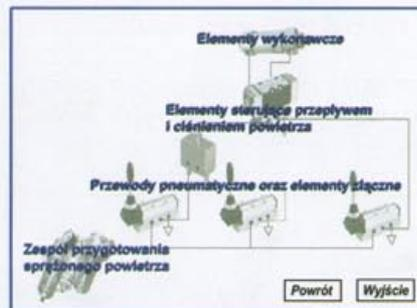 Elementy wykonawcze
Elementy sterujące przepływem
i ciśnieniem powietrza
Przewody pneumatyczne oraz elementy złączne
Zespół przygotowania
sprężonego powietrza
Powrót Wyjście